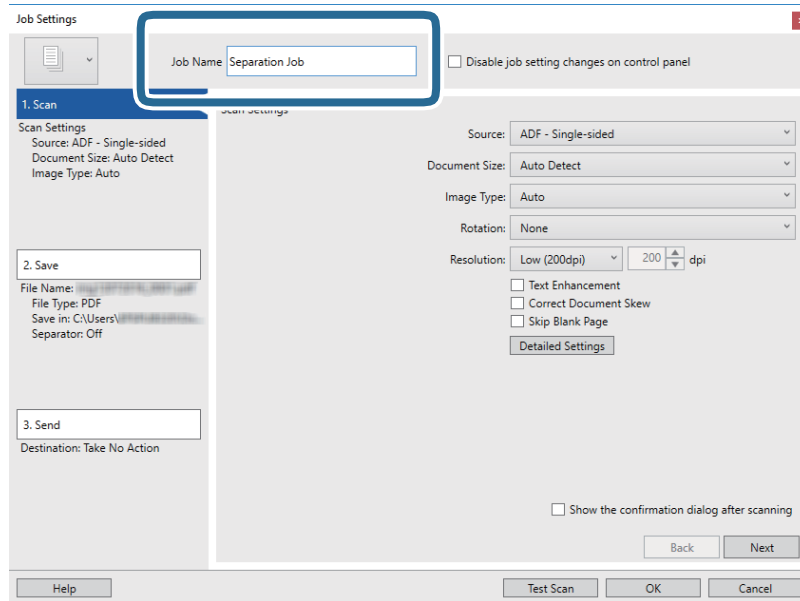 Job Settings
Job Name Separation Job
Disable job setting changes on control panel
1. Scan
Scan Settings
Source: ADF - Single-sided
Document Size: Auto Detect
Image Type: Auto
2. Save
File Name:
File Type: PDF
Save in: C:\Users\
Separator: Off
3. Send
Destination: Take No Action
Scan Settings
Source: ADF - Single-sided
Document Size: Auto Detect
Image Type: Auto
Rotation: None
Resolution: Low (200dpi) 200 dpi
Text Enhancement
Correct Document Skew
Skip Blank Page
Detailed Settings
Show the confirmation dialog after scanning
Back Next
Help Test Scan OK Cancel